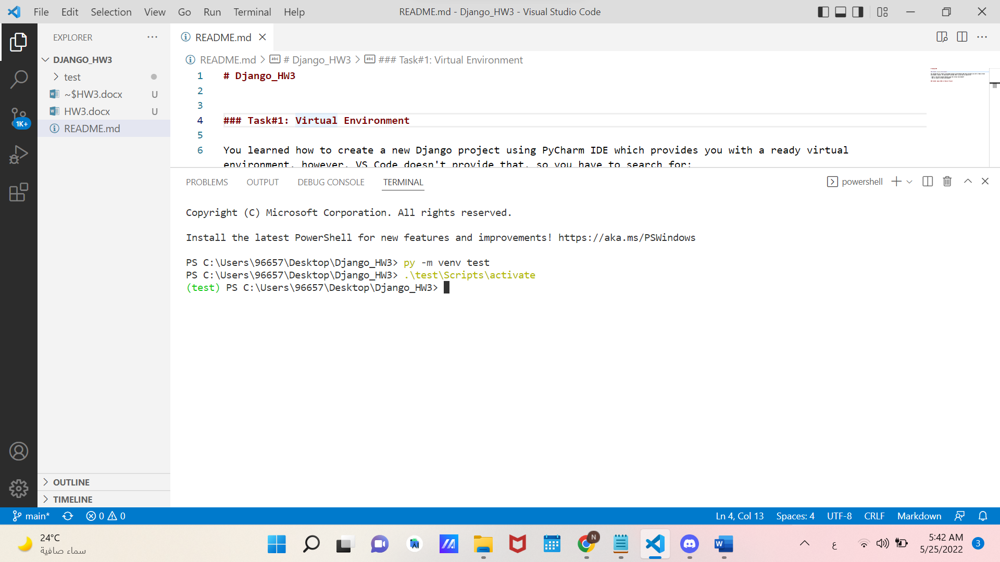 File Edit Selection View Go Run Terminal Help
README.md - Django_HW3 - Visual Studio Code
EXPLORER
README.md
DJANGO_HW3
test
~$HW3.docx U
HW3.docx U
README.md
README.md > # Django_HW3 > ### Task#1: Virtual Environment
1 # Django_HW3
2
3
4 ### Task#1: Virtual Environment
5
6 You learned how to create a new Django project using PyCharm IDE which provides you with a ready virtual
environment, however, VS Code doesn't provide that, so you have to search for:
PROBLEMS OUTPUT DEBUG CONSOLE TERMINAL
powershell
Copyright (C) Microsoft Corporation. All rights reserved.
Install the latest PowerShell for new features and improvements! https://aka.ms/PSWindows
PS C:\Users\96657\Desktop\Django_HW3> py -m venv test
PS C:\Users\96657\Desktop\Django_HW3> .\test\Scripts\activate
(test) PS C:\Users\96657\Desktop\Django_HW3>
1K+
OUTLINE
TIMELINE
main* 0 0
Ln 4, Col 13 Spaces: 4 UTF-8 CRLF Markdown
24°C
سماء صافية
N
W
ع
5:42 AM
5/25/2022
3